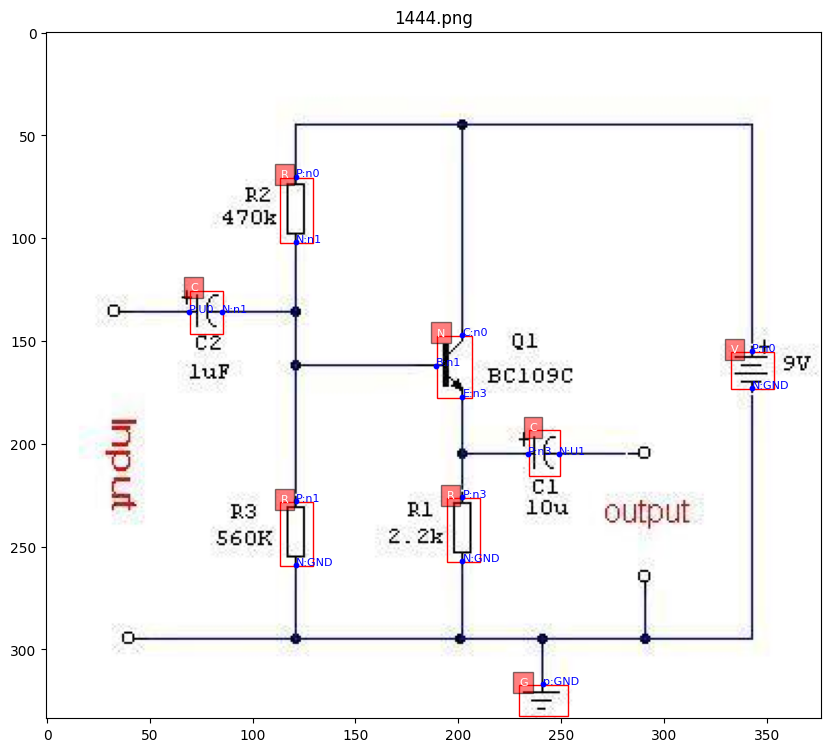 1444.png
0
50
100
150
200
250
300
0
50
100
150
200
250
300
350
R
P:n0
R2
470k
N:n1
C
+
P:U0
N:n1
C2
1uF
N
C:n0
B:n1
E:n3
Q1
BC109C
V
P:n0
+
9V
N:GND
Input
C
+
P:n3
N:U1
C1
10u
output
R
P:n1
R3
560K
N:GND
R
P:n3
R1
2.2k
N:GND
G
p:GND